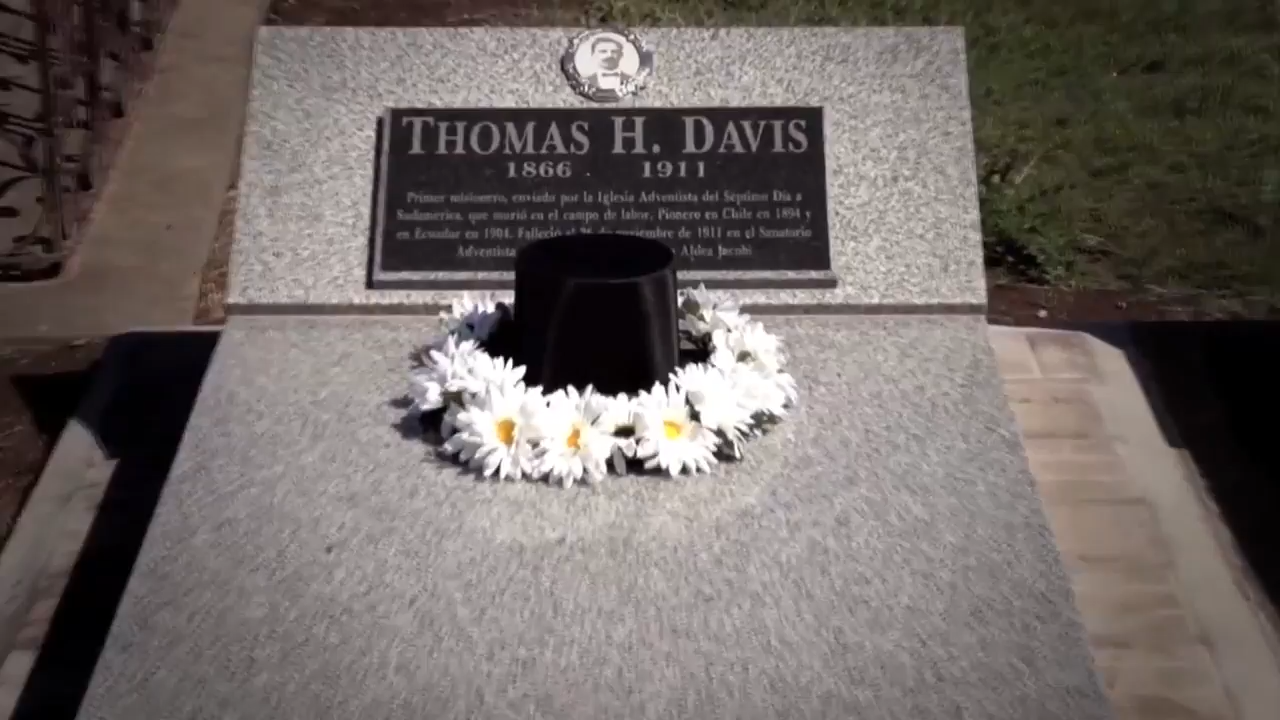 THOMAS H. DAVIS
1866 . 1911
Primer misionero, enviado por la Iglesia Adventista del Séptimo Día a
Sudamerica, que murió en el campo de labor. Pionero en Chile en 1894 y
en Ecuador en 1904. Falleció el 26 de noviembre de 1911 en el Sanatorio
Adventista Aldea Jacobi